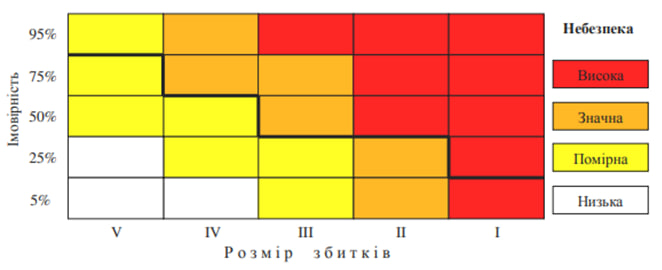 Імовірність
95%
75%
50%
25%
5%
V IV III II I
Розмір збитків
Небезпека
Висока
Значна
Помірна
Низька